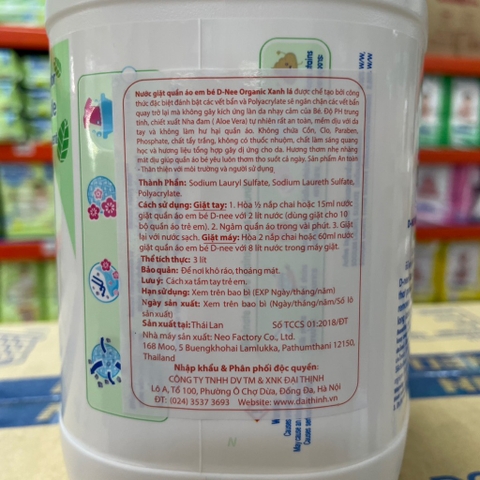 Nước giặt quần áo em bé D-Nee Organic Xanh lá được chế tạo bởi công
thức đặc biệt đánh bật các vết bẩn và Polyacrylate sẽ ngăn chăn các vết bẩn
quay trở lại mà không gây kích ứng làn da nhạy cảm của Bé. Độ PH trung
tính, chiết xuất Nha đam ( Aloe Vera) tự nhiên rất an toàn, mềm dịu với da
tay và không làm hư hại quần áo. Không chứa Cồn, Clo, Paraben,
Phosphate, chất tẩy trắng, không có thuốc nhuộm, chất làm sáng quang
học và hương liệu tổng hợp gây dị ứng cho da. Hương thơm nhẹ nhàng
mát dịu giúp quần áo bé yêu luôn thơm tho suốt cả ngày. Sản phẩm An toàn
- Thân thiện với môi trường và người sử dụng
Thành Phần: Sodium Lauryl Sulfate, Sodium Laureth Sulfate,
Polyacrylate.
Cách sử dụng: Giặt tay: 1. Hòa ½ nắp chai hoặc 15ml nước
giặt quần áo em bé D-nee với 2 lít nước (dùng giặt cho 10
bộ quần áo trẻ em). 2. Ngâm quần áo trong vài phút. 3. Giặt
lại với nước sạch. Giặt máy: Hòa 2 nắp chai hoặc 60ml nước
giặt quần áo em bé D-nee với 8 lít nước trong máy giặt.
Thể tích thực: 3 lít
Bảo quản: Để nơi khô ráo, thoáng mát.
Lưu ý: Cách xa tầm tay trẻ em.
Hạn sử dụng: Xem trên bao bì (EXP Ngày/tháng/năm)
Ngày sản xuất: Xem trên bao bì (Ngày/tháng/năm/Số lô
sản xuất)
Sản xuất tại: Thái Lan Số TCCS 01:2018/ĐT
Nhà máy sản xuất: Neo Factory Co., Ltd.
168 Moo, 5 Buengkhohai Lamlukka, Pathumthani 12150,
Thailand
Nhập khẩu & Phân phối độc quyền:
CÔNG TY TNHH DV TM & XNK ĐẠI THỊNH
Lô A, Tổ 100, Phường Ô Chợ Dừa, Đống Đa, Hà Nội
ĐT: (024) 3537 3693 Website: www.daithinh.com